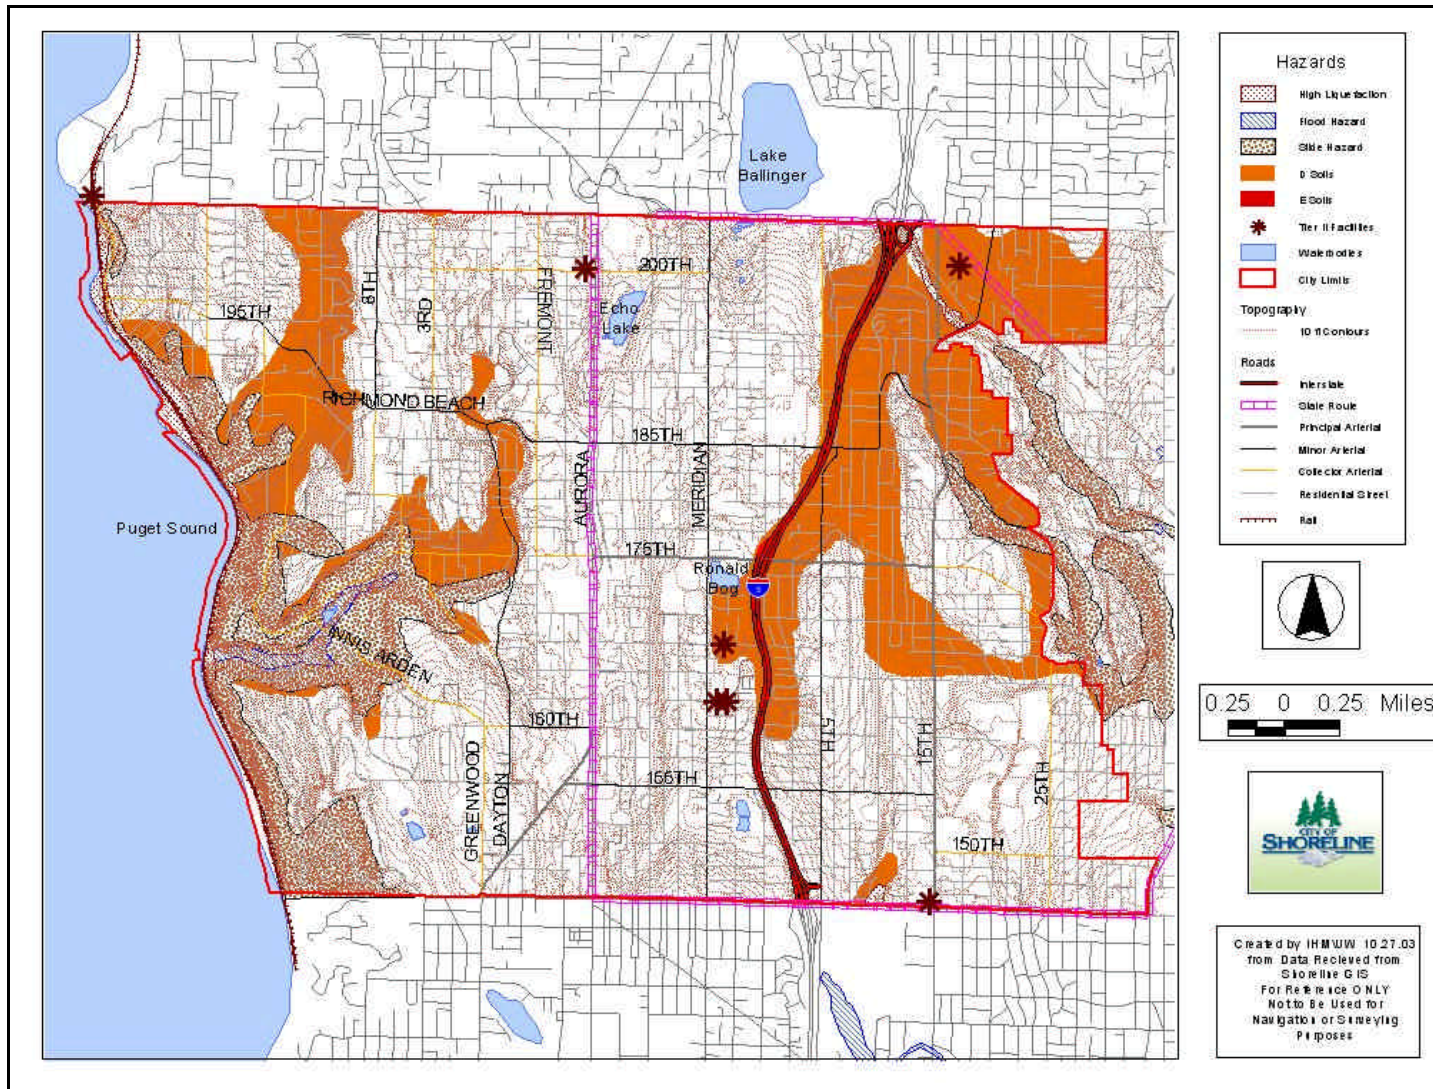 Lake
Ballinger
200TH
8TH
3RD
FREMONT
Echo
Lake
195TH
RICHMOND BEACH
185TH
AURORA
MERIDIAN
Puget Sound
175TH
Ronald
Bog
5
INNIS ARDEN
160TH
GREENWOOD
DAYTON
155TH
5TH
15TH
25TH
150TH
Hazards
High Liquefaction
Flood Hazard
Slide Hazard
D Soils
E Soils
Tier II Facilities
Waterbodies
City Limits
Topography
10 ft Contours
Roads
Interstate
State Route
Principal Arterial
Minor Arterial
Collector Arterial
Residential Street
Rail
0.25 0 0.25 Miles
CITY OF
SHORELINE
Created by IHMWW 10.27.03
from Data Recieved from
Shoreline GIS
For Reference ONLY
Not to Be Used for
Navigation or Surveying
Purposes